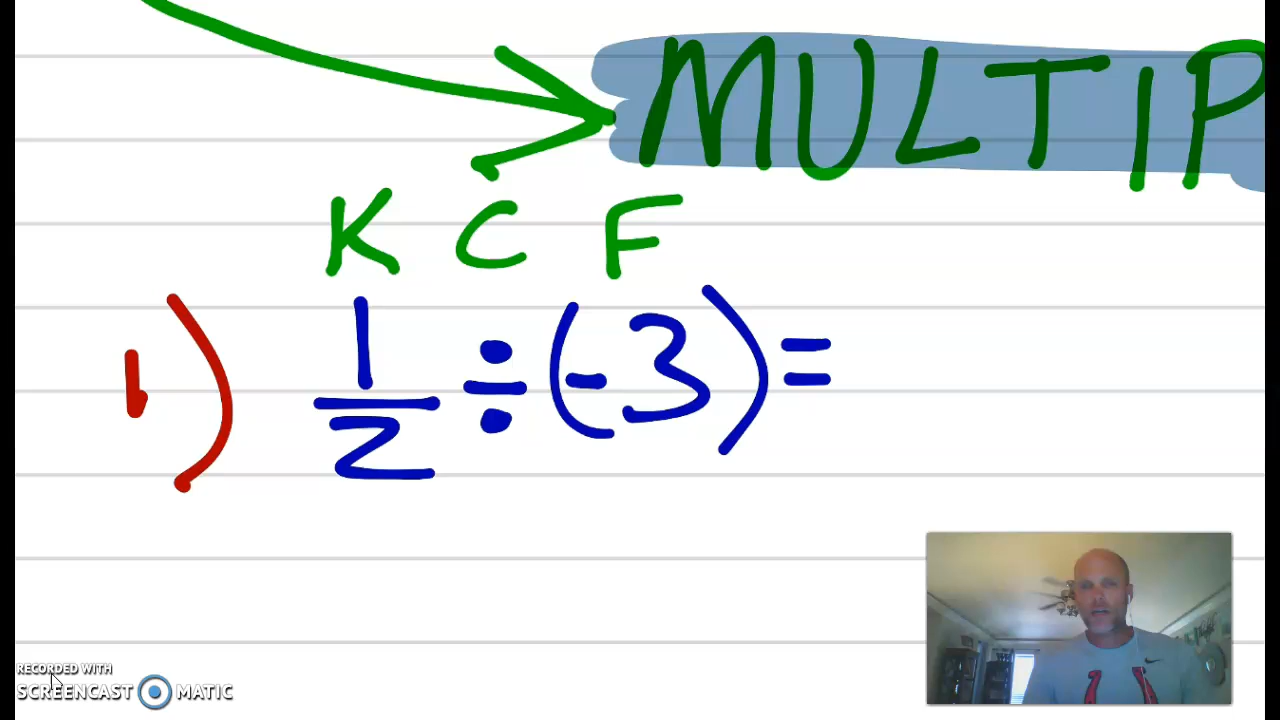 MULTIP
K C F
1) 1/2 ÷ (-3) =
RECORDED WITH
SCREENCAST MATIC